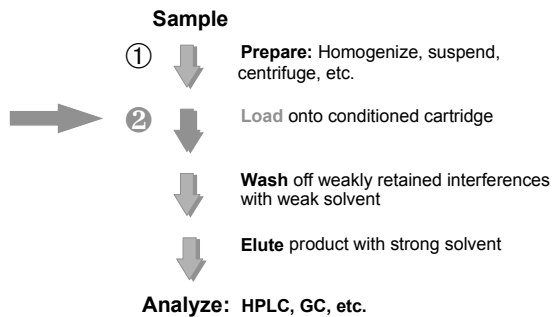 Sample
① Prepare: Homogenize, suspend,
centrifuge, etc.
❷ Load onto conditioned cartridge
Wash off weakly retained interferences
with weak solvent
Elute product with strong solvent
Analyze: HPLC, GC, etc.